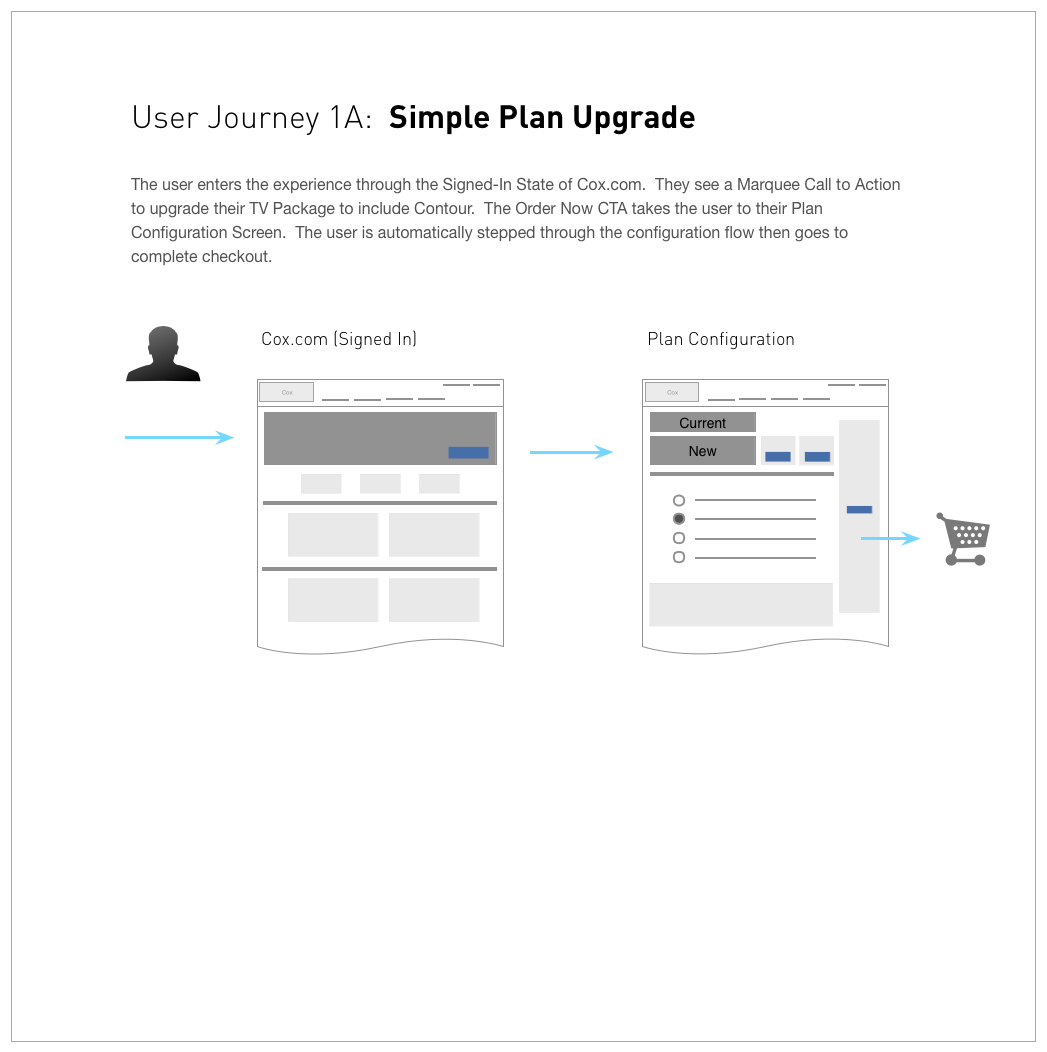 User Journey 1A:  Simple Plan Upgrade
The user enters the experience through the Signed-In State of Cox.com.  They see a Marquee Call to Action
to upgrade their TV Package to include Contour.  The Order Now CTA takes the user to their Plan
Configuration Screen.  The user is automatically stepped through the configuration flow then goes to
complete checkout.
Cox.com (Signed In)
Plan Configuration
Cox
Cox
Current
New